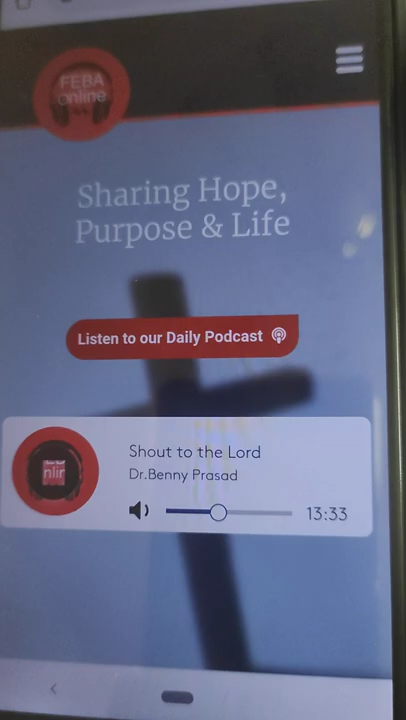 FEBA
online
Sharing Hope,
Purpose & Life
Listen to our Daily Podcast
Shout to the Lord
Dr.Benny Prasad
13:33